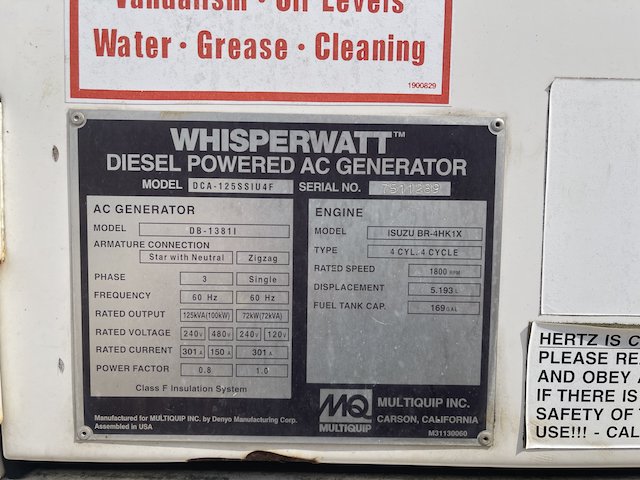 Vandalism • Oil Levels
Water • Grease • Cleaning
1900829
WHISPERWATT™
DIESEL POWERED AC GENERATOR
MODEL DCA-125SSIU4F SERIAL NO.
AC GENERATOR
MODEL DB-1381I
ARMATURE CONNECTION
Star with Neutral Zigzag
PHASE 3 Single
FREQUENCY 60 Hz 60 Hz
RATED OUTPUT 125kVA(100kW) 72kW(72kVA)
RATED VOLTAGE 240V 480V 240V 120V
RATED CURRENT 301A 150A 301A
POWER FACTOR 0.8 1.0
Class F Insulation System
ENGINE
MODEL ISUZU BR-4HK1X
TYPE 4 CYL. 4 CYCLE
RATED SPEED 1800 RPM
DISPLACEMENT 5.193L
FUEL TANK CAP. 169GAL
Manufactured for MULTIQUIP INC. by Denyo Manufacturing Corp.
Assembled in USA
MQ
MULTIQUIP
MULTIQUIP INC.
CARSON, CALIFORNIA
M31130060
HERTZ IS C
PLEASE REA
AND OBEY A
IF THERE IS
SAFETY OF T
USE!!! - CAL